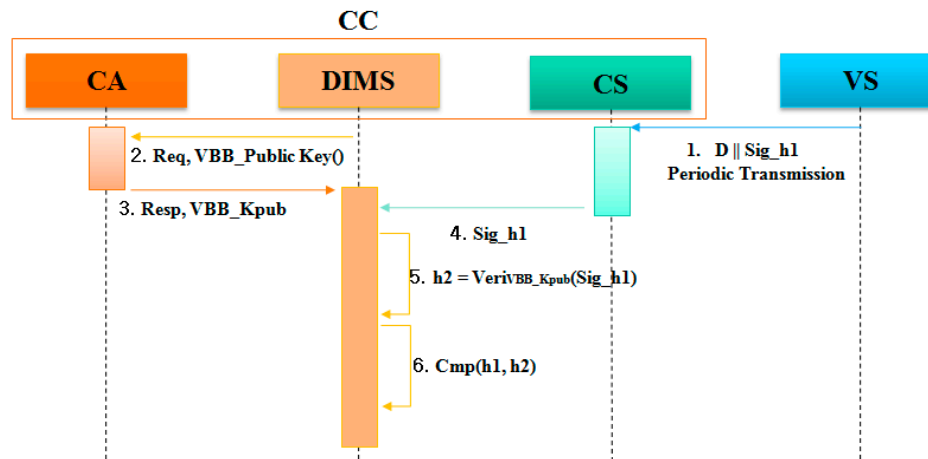 CC
CA
DIMS
CS
VS
1. D || Sig_h1
Periodic Transmission
2. Req, VBB_Public Key()
3. Resp, VBB_Kpub
4. Sig_h1
5. h2 = VeriVBB_Kpub(Sig_h1)
6. Cmp(h1, h2)